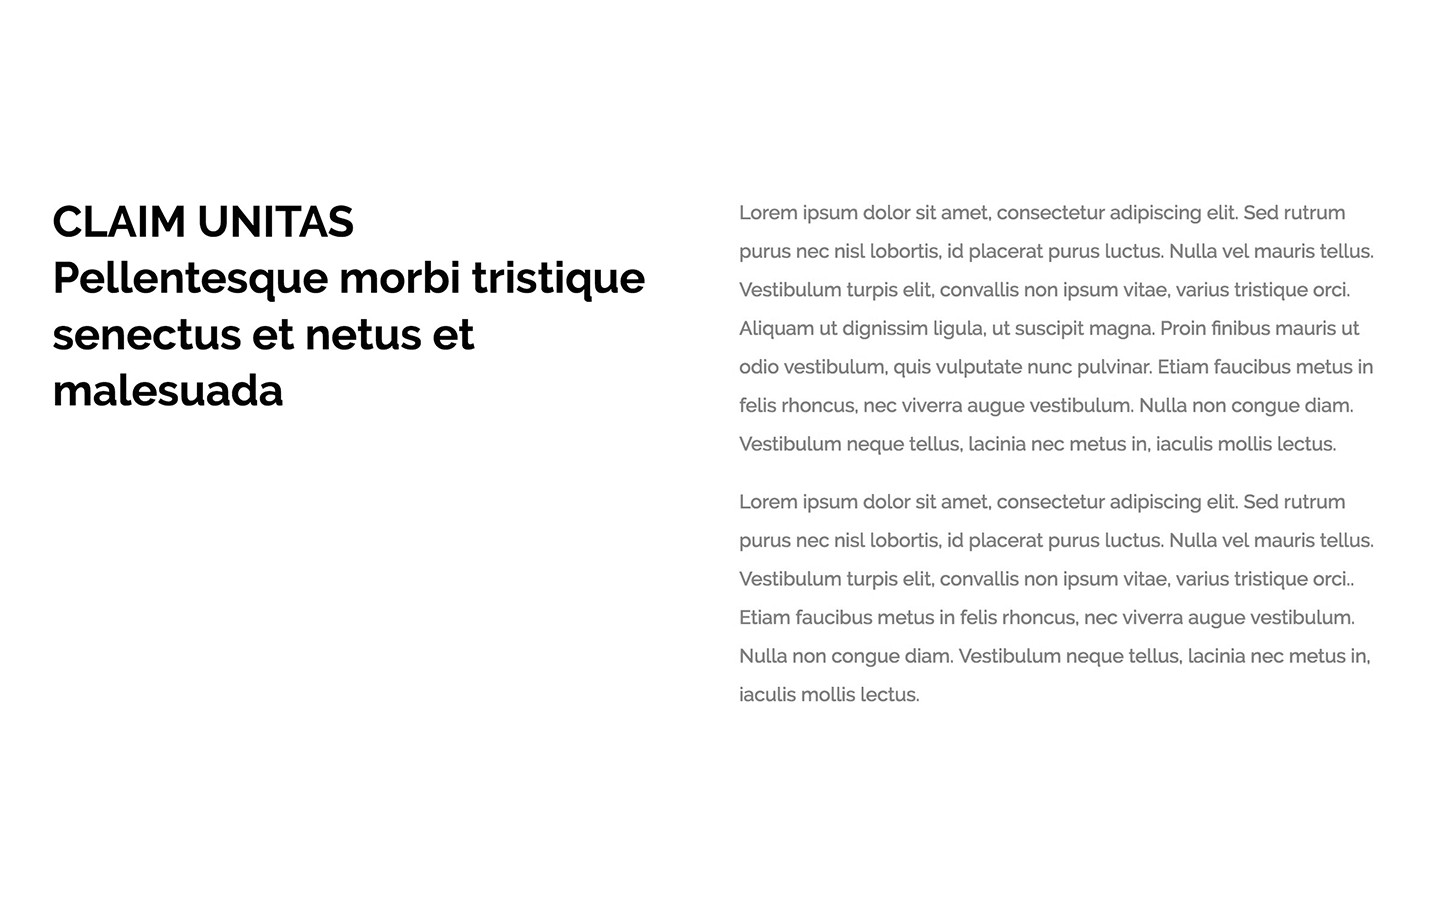 CLAIM UNITAS
Pellentesque morbi tristique
senectus et netus et
malesuada
Lorem ipsum dolor sit amet, consectetur adipiscing elit. Sed rutrum
purus nec nisl lobortis, id placerat purus luctus. Nulla vel mauris tellus.
Vestibulum turpis elit, convallis non ipsum vitae, varius tristique orci.
Aliquam ut dignissim ligula, ut suscipit magna. Proin finibus mauris ut
odio vestibulum, quis vulputate nunc pulvinar. Etiam faucibus metus in
felis rhoncus, nec viverra augue vestibulum. Nulla non congue diam.
Vestibulum neque tellus, lacinia nec metus in, iaculis mollis lectus.
Lorem ipsum dolor sit amet, consectetur adipiscing elit. Sed rutrum
purus nec nisl lobortis, id placerat purus luctus. Nulla vel mauris tellus.
Vestibulum turpis elit, convallis non ipsum vitae, varius tristique orci..
Etiam faucibus metus in felis rhoncus, nec viverra augue vestibulum.
Nulla non congue diam. Vestibulum neque tellus, lacinia nec metus in,
iaculis mollis lectus.